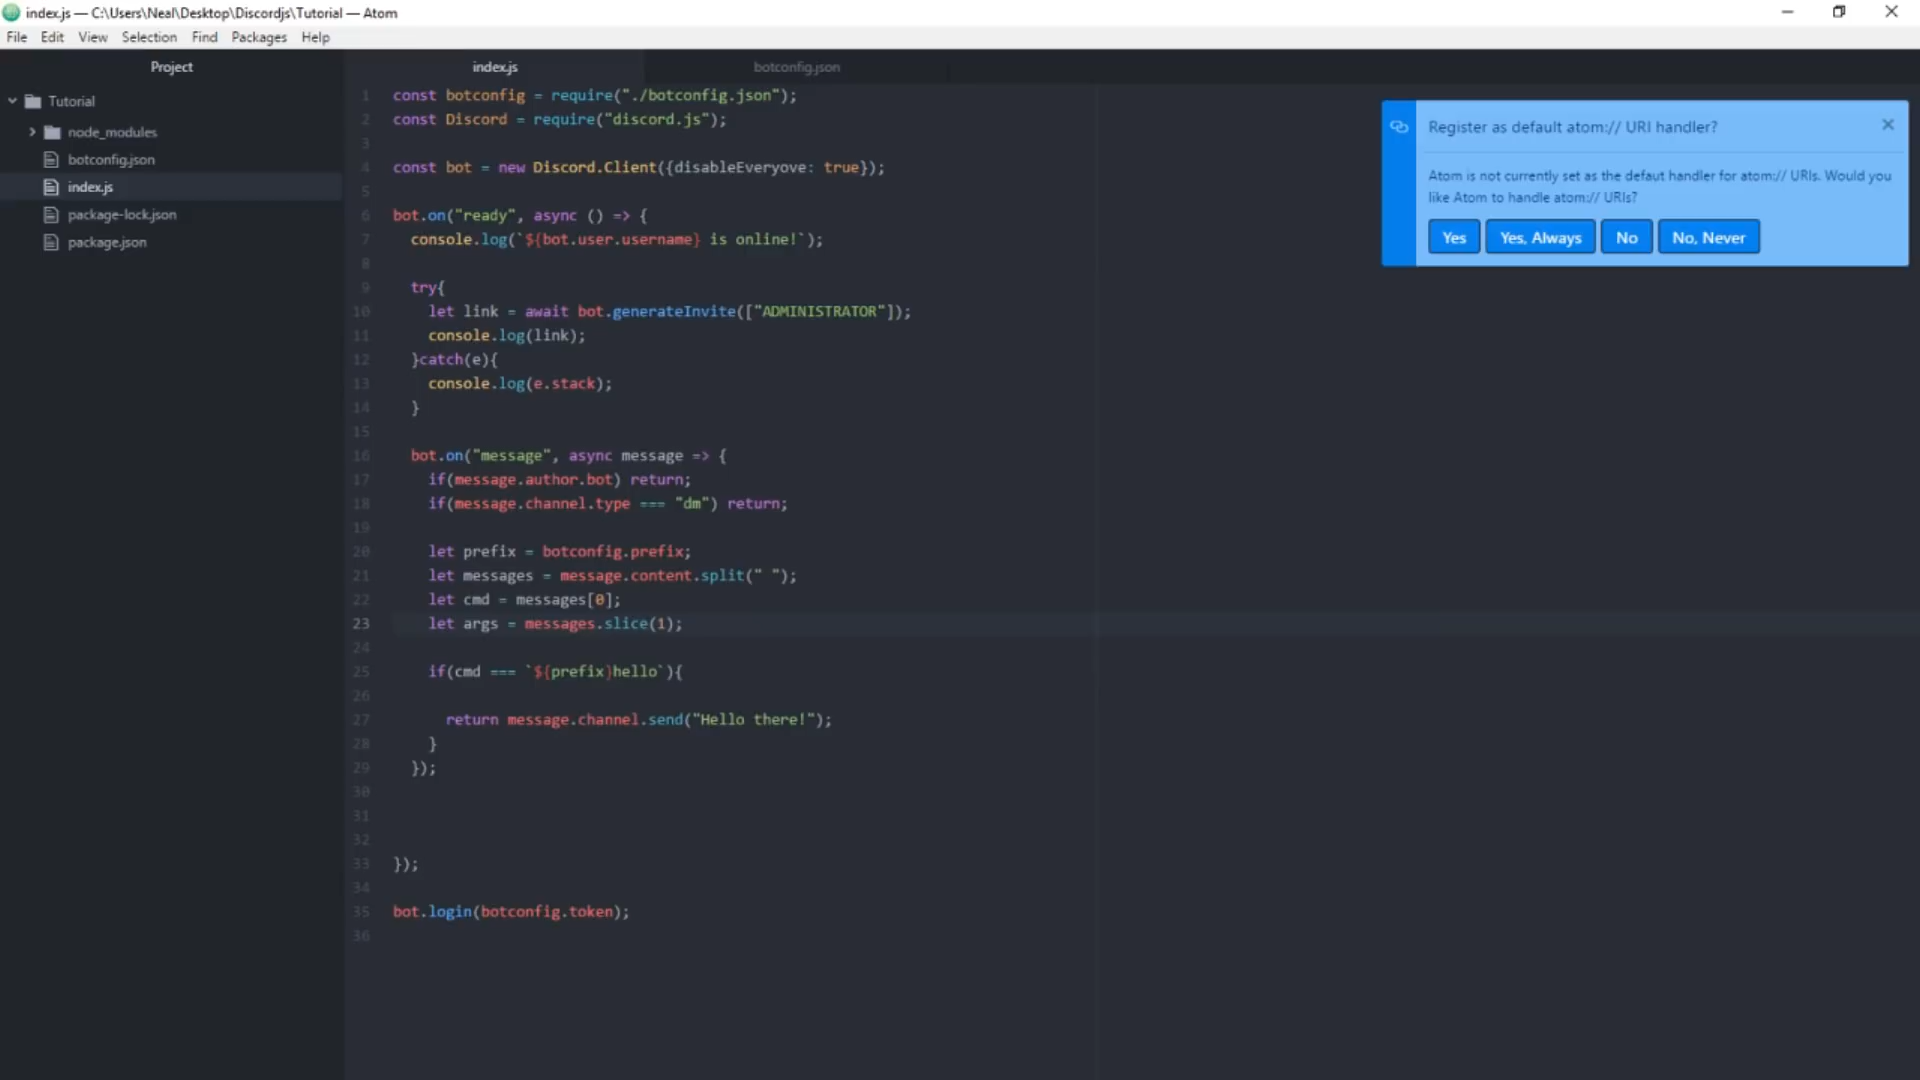 index.js — C:\Users\Neal\Desktop\Discordjs\Tutorial — Atom
File Edit View Selection Find Packages Help
Project
Tutorial
node_modules
botconfig.json
index.js
package-lock.json
package.json
index.js botconfig.json
1 const botconfig = require("./botconfig.json");
2 const Discord = require("discord.js");
3
4 const bot = new Discord.Client({disableEveryove: true});
5
6 bot.on("ready", async () => {
7 console.log(`${bot.user.username} is online!`);
8
9 try{
10 let link = await bot.generateInvite(["ADMINISTRATOR"]);
11 console.log(link);
12 }catch(e){
13 console.log(e.stack);
14 }
15
16 bot.on("message", async message => {
17 if(message.author.bot) return;
18 if(message.channel.type === "dm") return;
19
20 let prefix = botconfig.prefix;
21 let messages = message.content.split(" ");
22 let cmd = messages[0];
23 let args = messages.slice(1);
24
25 if(cmd === `${prefix}hello`){
26
27 return message.channel.send("Hello there!");
28 }
29 });
30
31
32
33 });
34
35 bot.login(botconfig.token);
36
Register as default atom:// URI handler?
Atom is not currently set as the defaut handler for atom:// URIs. Would you
like Atom to handle atom:// URIs?
Yes Yes, Always No No, Never